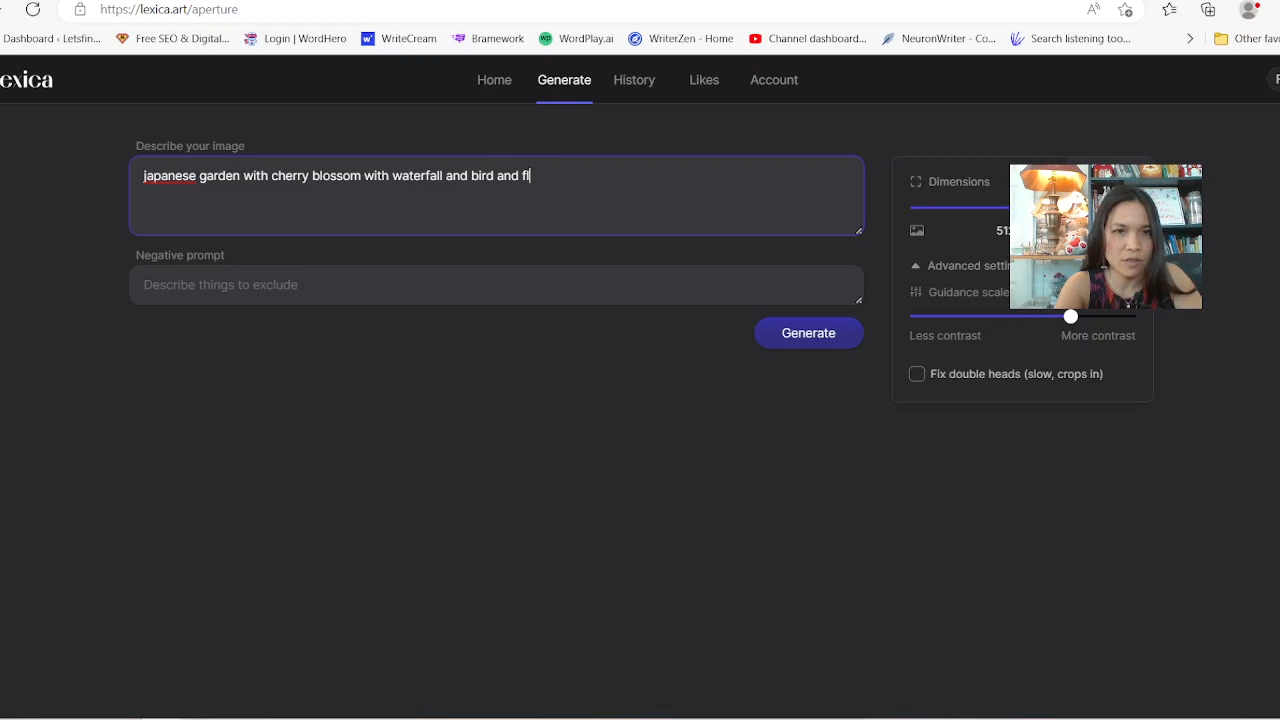 https://lexica.art/aperture
Dashboard ‹ Letsfin... Free SEO & Digital... Login | WordHero WriteCream Bramework WordPlay.ai WriterZen - Home Channel dashboard... NeuronWriter - Co... Search listening too... Other fav
exica Home Generate History Likes Account
Describe your image
japanese garden with cherry blossom with waterfall and bird and fl
Dimensions
51
Negative prompt
Describe things to exclude
Advanced setti
Guidance scale
Generate
Less contrast More contrast
Fix double heads (slow, crops in)